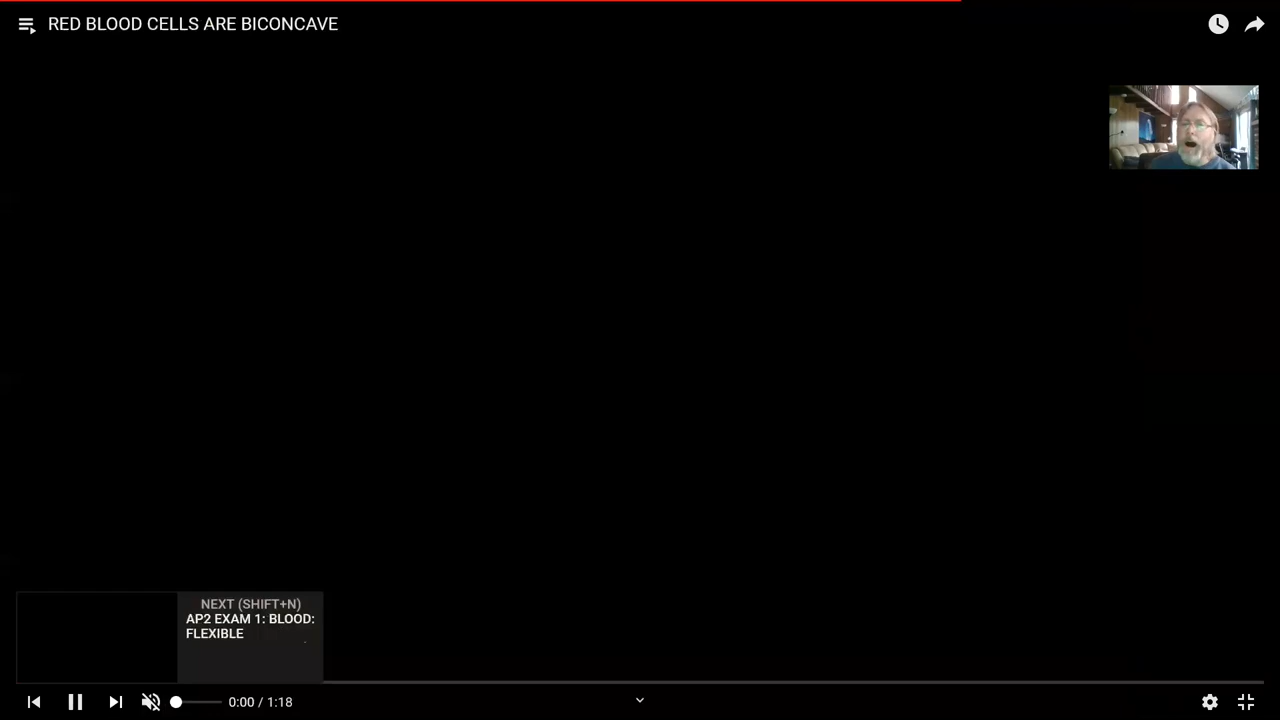 RED BLOOD CELLS ARE BICONCAVE
NEXT (SHIFT+N)
AP2 EXAM 1: BLOOD:
FLEXIBLE
0:00 / 1:18